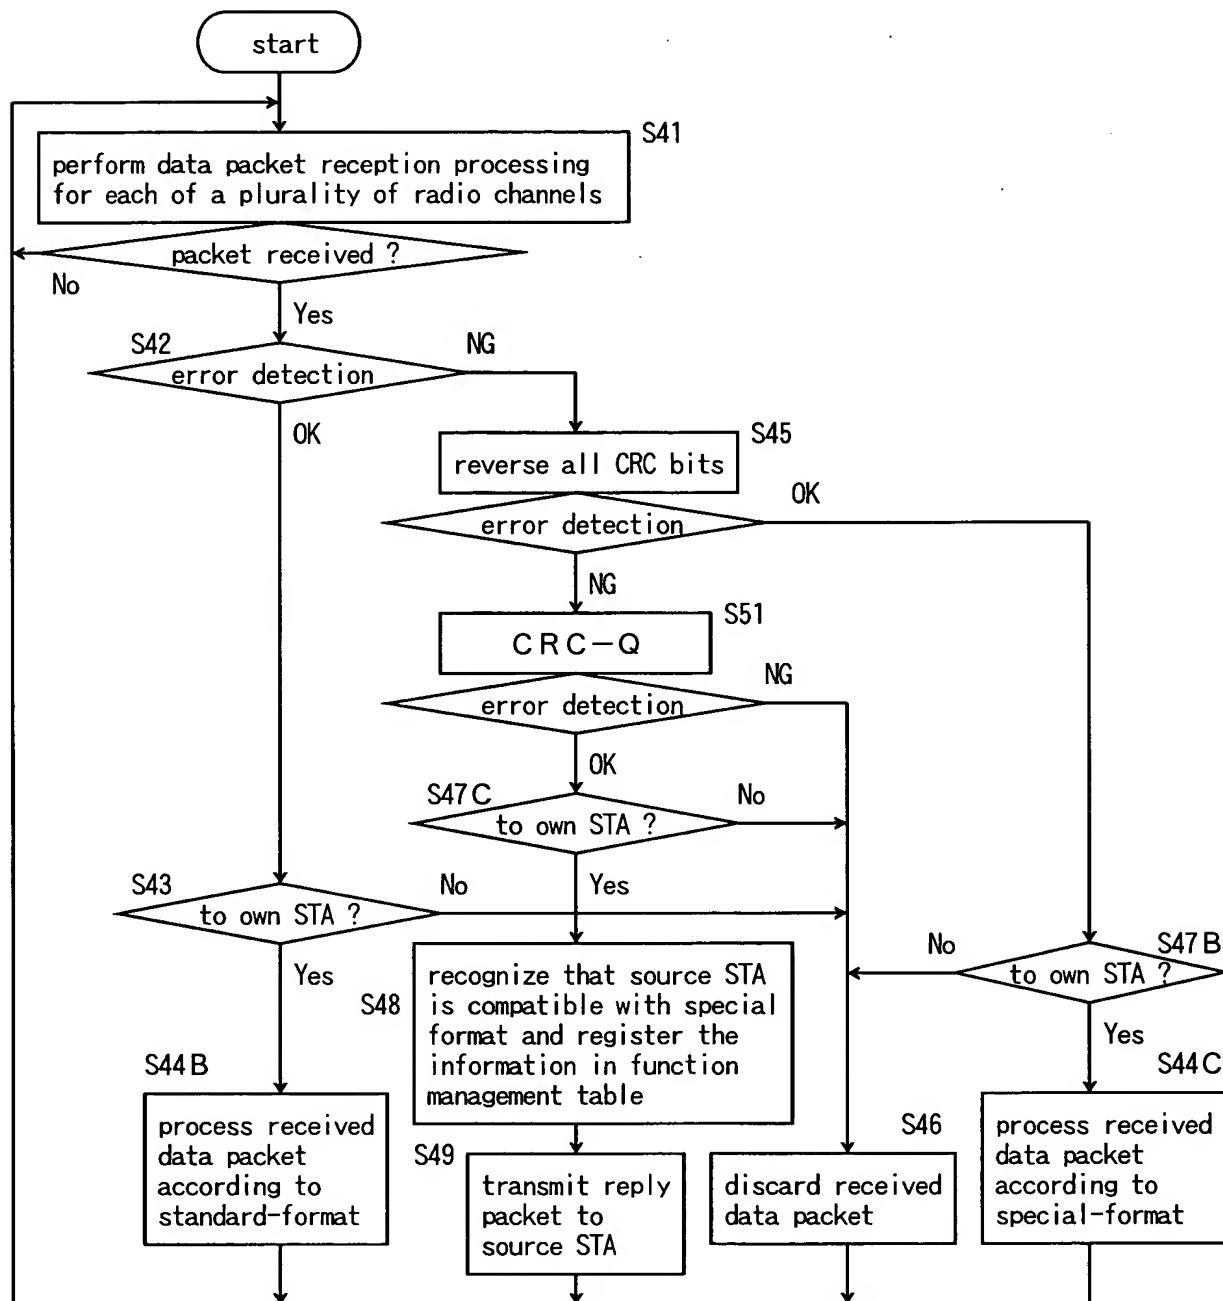 start
S41
perform data packet reception processing
for each of a plurality of radio channels
packet received ?
No
Yes
S42
NG
error detection
OK
S45
reverse all CRC bits
OK
error detection
NG
S51
CRC-Q
NG
error detection
OK
S47C
No
to own STA ?
S43
No
Yes
to own STA ?
No
S47B
to own STA ?
Yes
S48
recognize that source STA
is compatible with special
format and register the
information in function
management table
Yes
S44B
S44C
process received
data packet
according to
standard-format
S49
transmit reply
packet to
source STA
S46
discard received
data packet
process received
data packet
according to
special-format